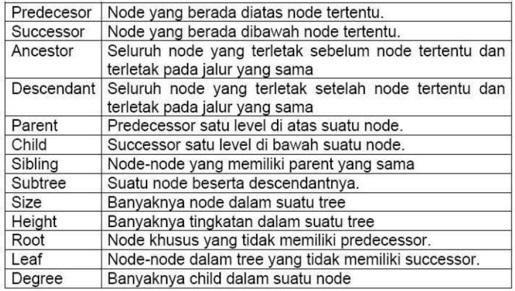 Predecesor Node yang berada diatas node tertentu.
Successor Node yang berada dibawah node tertentu.
Ancestor Seluruh node yang terletak sebelum node tertentu dan
terletak pada jalur yang sama
Descendant Seluruh node yang terletak setelah node tertentu dan
terletak pada jalur yang sama
Parent Predecessor satu level di atas suatu node.
Child Successor satu level di bawah suatu node.
Sibling Node-node yang memiliki parent yang sama
Subtree Suatu node beserta descendantnya.
Size Banyaknya node dalam suatu tree
Height Banyaknya tingkatan dalam suatu tree
Root Node khusus yang tidak memiliki predecessor.
Leaf Node-node dalam tree yang tidak memiliki successor.
Degree Banyaknya child dalam suatu node